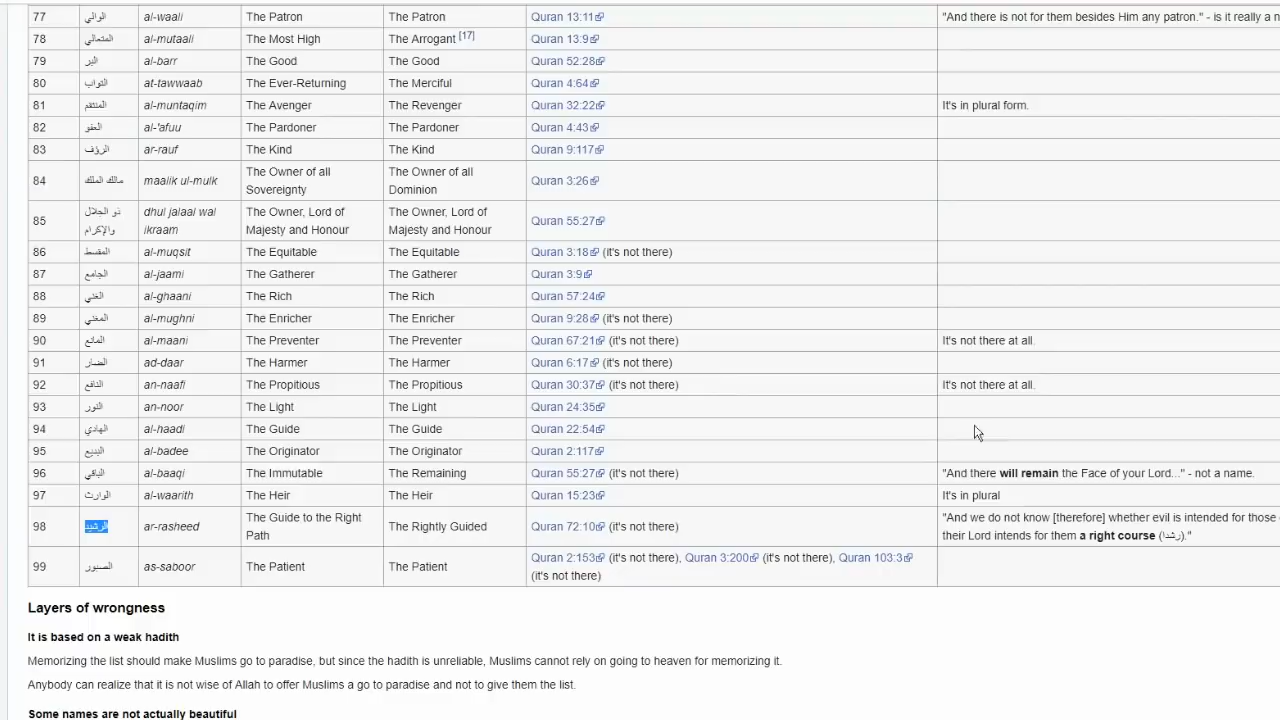 77 الوالي al-waali The Patron The Patron Quran 13:11 "And there is not for them besides Him any patron." - is it really a n
78 المتعالي al-mutaali The Most High The Arrogant [17] Quran 13:9
79 البر al-barr The Good The Good Quran 52:28
80 التواب at-tawwaab The Ever-Returning The Merciful Quran 4:64
81 المنتقم al-muntaqim The Avenger The Revenger Quran 32:22 It's in plural form.
82 العفو al-'afuu The Pardoner The Pardoner Quran 4:43
83 الرؤف ar-rauf The Kind The Kind Quran 9:117
84 مالك الملك maalik ul-mulk The Owner of all Sovereignty The Owner of all Dominion Quran 3:26
85 ذو الجلال والإكرام dhul jalaal wal ikraam The Owner, Lord of Majesty and Honour The Owner, Lord of Majesty and Honour Quran 55:27
86 المقسط al-muqsit The Equitable The Equitable Quran 3:18 (it's not there)
87 الجامع al-jaami The Gatherer The Gatherer Quran 3:9
88 الغني al-ghaani The Rich The Rich Quran 57:24
89 المغني al-mughni The Enricher The Enricher Quran 9:28 (it's not there)
90 المانع al-maani The Preventer The Preventer Quran 67:21 (it's not there) It's not there at all.
91 الضار ad-daar The Harmer The Harmer Quran 6:17 (it's not there)
92 النافع an-naafi The Propitious The Propitious Quran 30:37 (it's not there) It's not there at all.
93 النور an-noor The Light The Light Quran 24:35
94 الهادي al-haadi The Guide The Guide Quran 22:54
95 البديع al-badee The Originator The Originator Quran 2:117
96 الباقي al-baaqi The Immutable The Remaining Quran 55:27 (it's not there) "And there will remain the Face of your Lord..." - not a name.
97 الوارث al-waarith The Heir The Heir Quran 15:23 It's in plural
98 الرشيد ar-rasheed The Guide to the Right Path The Rightly Guided Quran 72:10 (it's not there) "And we do not know [therefore] whether evil is intended for those their Lord intends for them a right course (رشدا)."
99 الصبور as-saboor The Patient The Patient Quran 2:153 (it's not there), Quran 3:200 (it's not there), Quran 103:3 (it's not there)
Layers of wrongness
It is based on a weak hadith
Memorizing the list should make Muslims go to paradise, but since the hadith is unreliable, Muslims cannot rely on going to heaven for memorizing it.
Anybody can realize that it is not wise of Allah to offer Muslims a go to paradise and not to give them the list.
Some names are not actually beautiful